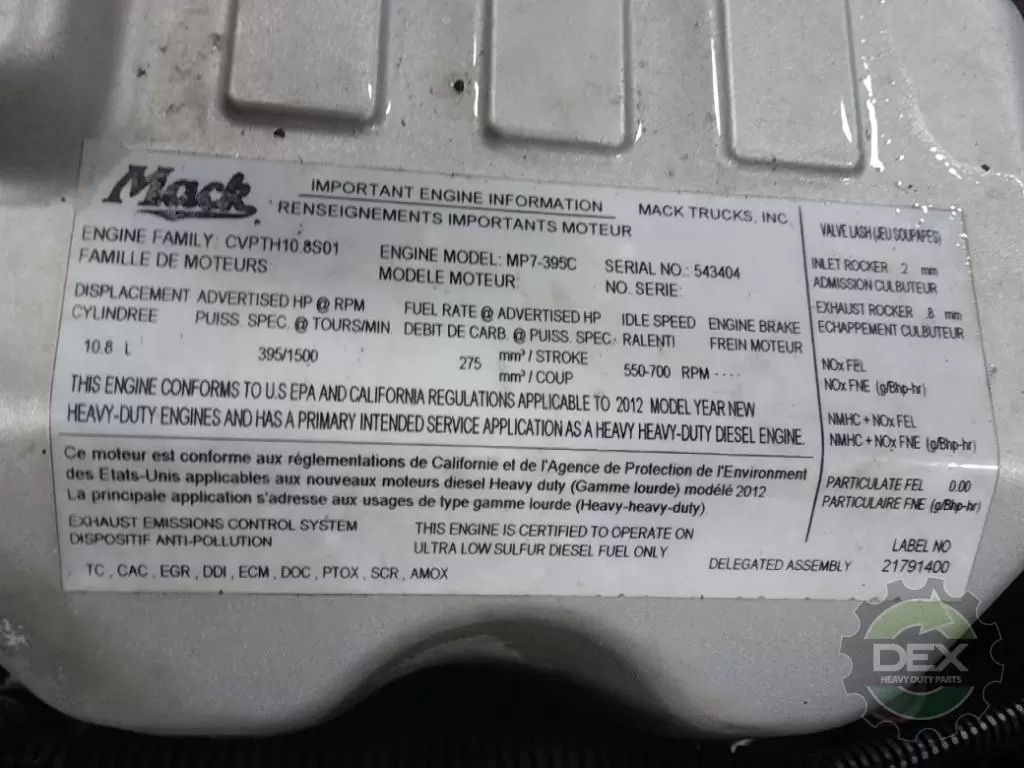 Mack
IMPORTANT ENGINE INFORMATION
RENSEIGNEMENTS IMPORTANTS MOTEUR
MACK TRUCKS, INC.
ENGINE FAMILY: CVPTH10.8S01
FAMILLE DE MOTEURS:
ENGINE MODEL: MP7-395C
MODELE MOTEUR:
SERIAL NO.: 543404
NO. SERIE:
DISPLACEMENT
CYLINDREE
10.8 L
ADVERTISED HP @ RPM
PUISS. SPEC. @ TOURS/MIN.
395/1500
FUEL RATE @ ADVERTISED HP
DEBIT DE CARB. @ PUISS. SPEC.
275 mm³ / STROKE
mm³ / COUP
IDLE SPEED
RALENTI
550-700 RPM
ENGINE BRAKE
FREIN MOTEUR
----
THIS ENGINE CONFORMS TO U.S EPA AND CALIFORNIA REGULATIONS APPLICABLE TO 2012 MODEL YEAR NEW
HEAVY-DUTY ENGINES AND HAS A PRIMARY INTENDED SERVICE APPLICATION AS A HEAVY HEAVY-DUTY DIESEL ENGINE.
Ce moteur est conforme aux réglementations de Californie et de l'Agence de Protection de l'Environment
des Etats-Unis applicables aux nouveaux moteurs diesel Heavy duty (Gamme lourde) modélé 2012
La principale application s'adresse aux usages de type gamme lourde (Heavy-heavy-duty)
EXHAUST EMISSIONS CONTROL SYSTEM
DISPOSITIF ANTI-POLLUTION
TC , CAC , EGR , DDI , ECM , DOC , PTOX , SCR , AMOX
THIS ENGINE IS CERTIFIED TO OPERATE ON
ULTRA LOW SULFUR DIESEL FUEL ONLY
DELEGATED ASSEMBLY
VALVE LASH (JEU SOUPAPES)
INLET ROCKER .2 mm
ADMISSION CULBUTEUR
EXHAUST ROCKER .8 mm
ECHAPPEMENT CULBUTEUR
NOx FEL
NOx FNE (g/Bhp-hr)
NMHC + NOx FEL
NMHC + NOx FNE (g/Bhp-hr)
PARTICULATE FEL 0.00
PARTICULAIRE FNE (g/Bhp-hr)
LABEL NO
21791400
DEX
HEAVY DUTY PARTS